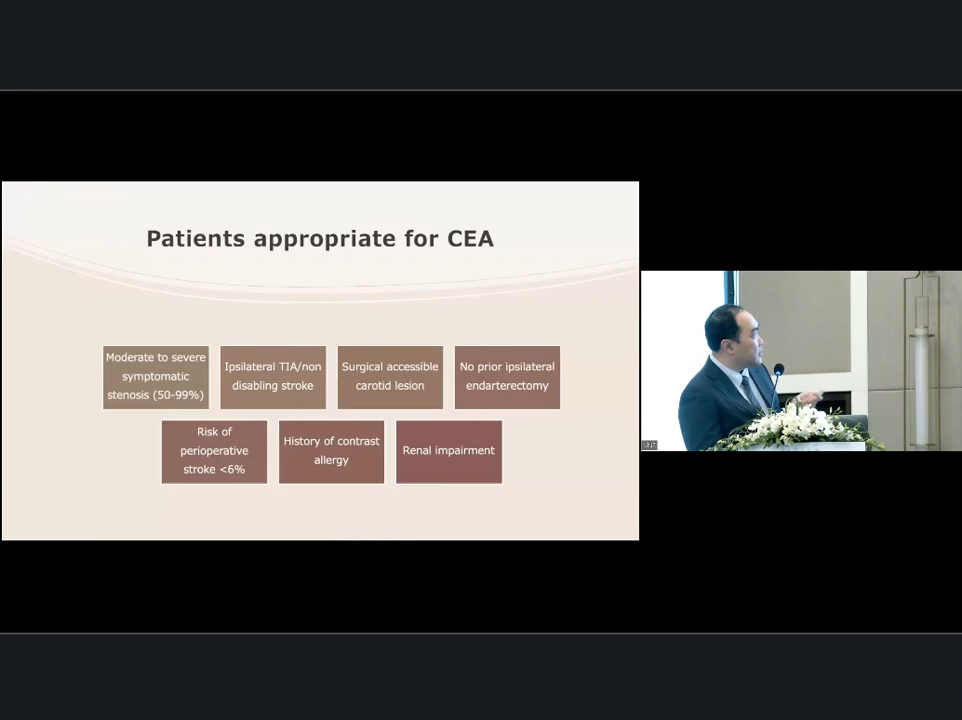 Patients appropriate for CEA
Moderate to severe
symptomatic
stenosis (50-99%)
Ipsilateral TIA/non
disabling stroke
Surgical accessible
carotid lesion
No prior ipsilateral
endarterectomy
Risk of
perioperative
stroke <6%
History of contrast
allergy
Renal impairment